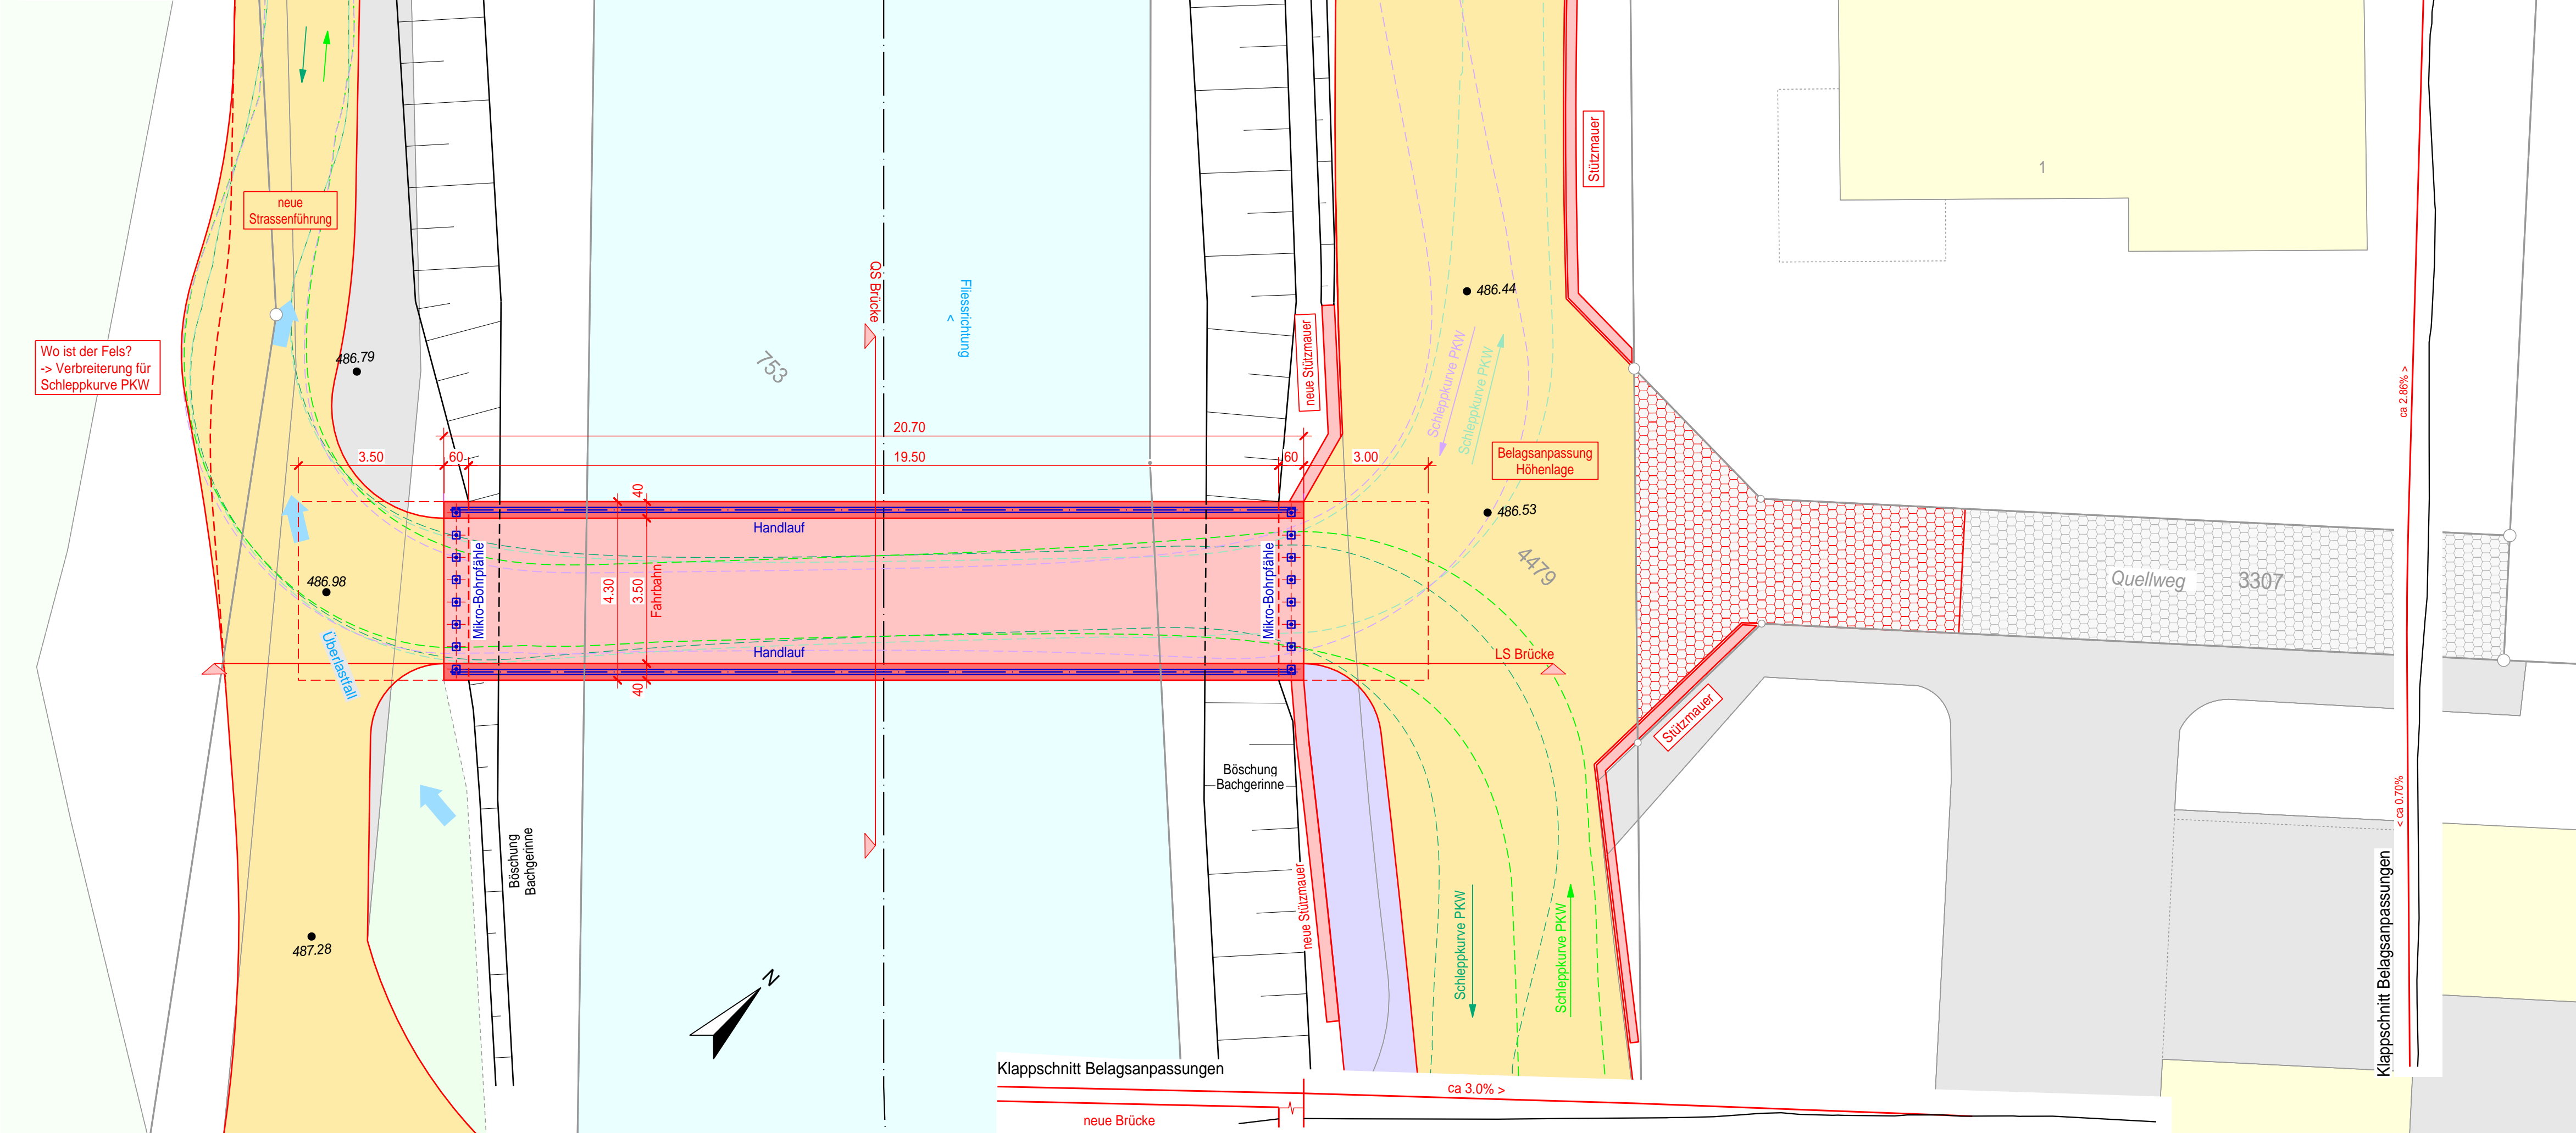 neue
Strassenführung
Wo ist der Fels?
-> Verbreiterung für
Schleppkurve PKW
486.79
486.98
Überlastfall
487.28
Böschung
Bachgerinne
QS Brücke
Fliessrichtung
>
753
20.70
3.50
60
19.50
60
3.00
40
Handlauf
Mikro-Bohrpfähle
4.30
3.50
Fahrbahn
Mikro-Bohrpfähle
Handlauf
40
LS Brücke
neue Stützmauer
Stützmauer
486.44
Schleppkurve PKW
Schleppkurve PKW
Belagsanpassung
Höhenlage
486.53
4479
Quellweg
3307
1
Stützmauer
Böschung
Bachgerinne
neue Stützmauer
Schleppkurve PKW
Schleppkurve PKW
N
Klappschnitt Belagsanpassungen
ca 3.0% >
neue Brücke
ca 2.86% >
< ca 0.70%
Klappschnitt Belagsanpassungen